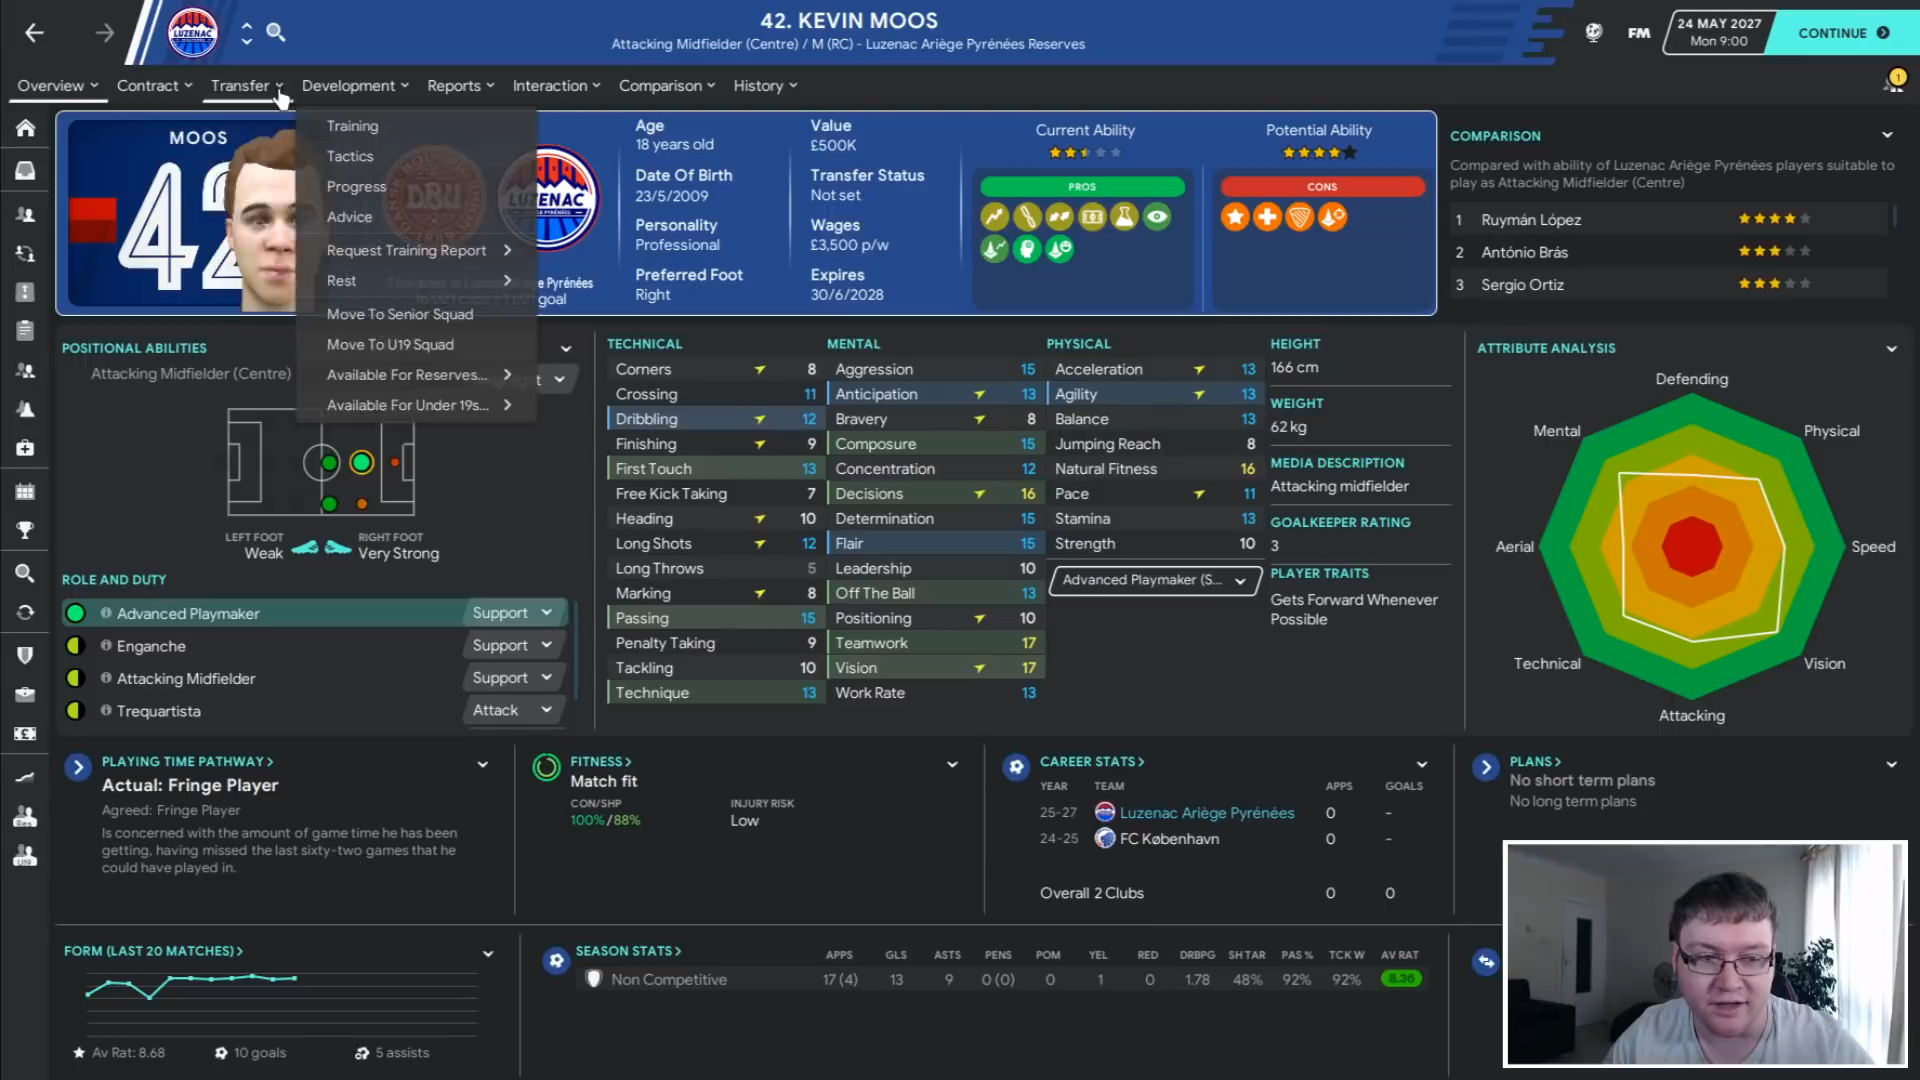 42. KEVIN MOOS
Attacking Midfielder (Centre) / M (RC) - Luzenac Ariège Pyrénées Reserves
FM
24 MAY 2027
Mon 9:00
CONTINUE
1
Overview
Contract
Transfer
Development
Reports
Interaction
Comparison
History
MOOS
42
LUZENAC
DBU
Training
Tactics
Progress
Advice
Request Training Report
Rest
Move To Senior Squad
Move To U19 Squad
Available For Reserves...
Available For Under 19s...
Pyrénées
goal
Age
18 years old
Date Of Birth
23/5/2009
Personality
Professional
Preferred Foot
Right
Value
£500K
Transfer Status
Not set
Wages
£3,500 p/w
Expires
30/6/2028
Current Ability
PROS
Potential Ability
CONS
COMPARISON
Compared with ability of Luzenac Ariège Pyrénées players suitable to
play as Attacking Midfielder (Centre)
1 Ruymán López
2 António Brás
3 Sergio Ortiz
POSITIONAL ABILITIES
Attacking Midfielder (Centre)
LEFT FOOT
Weak
RIGHT FOOT
Very Strong
ROLE AND DUTY
Advanced Playmaker Support
Enganche Support
Attacking Midfielder Support
Trequartista Attack
TECHNICAL
Corners 8
Crossing 11
Dribbling 12
Finishing 9
First Touch 13
Free Kick Taking 7
Heading 10
Long Shots 12
Long Throws 5
Marking 8
Passing 15
Penalty Taking 9
Tackling 10
Technique 13
MENTAL
Aggression 15
Anticipation 13
Bravery 8
Composure 15
Concentration 12
Decisions 16
Determination 15
Flair 15
Leadership 10
Off The Ball 13
Positioning 10
Teamwork 17
Vision 17
Work Rate 13
PHYSICAL
Acceleration 13
Agility 13
Balance 13
Jumping Reach 8
Natural Fitness 16
Pace 11
Stamina 13
Strength 10
Advanced Playmaker (S...
HEIGHT
166 cm
WEIGHT
62 kg
MEDIA DESCRIPTION
Attacking midfielder
GOALKEEPER RATING
3
PLAYER TRAITS
Gets Forward Whenever
Possible
ATTRIBUTE ANALYSIS
Defending
Physical
Speed
Vision
Attacking
Technical
Aerial
Mental
PLAYING TIME PATHWAY>
Actual: Fringe Player
Agreed: Fringe Player
Is concerned with the amount of game time he has been
getting, having missed the last sixty-two games that he
could have played in.
FITNESS>
Match fit
CON/SHP
100%/88%
INJURY RISK
Low
CAREER STATS>
YEAR TEAM APPS GOALS
25-27 Luzenac Ariège Pyrénées 0 -
24-25 FC København 0 -
Overall 2 Clubs 0 0
PLANS>
No short term plans
No long term plans
FORM (LAST 20 MATCHES)>
Av Rat: 8.68
10 goals
5 assists
SEASON STATS>
APPS GLS ASTS PENS POM YEL RED DRBPG SH TAR PAS % TCK W AV RAT
Non Competitive 17 (4) 13 9 0 (0) 0 1 0 1.78 48% 92% 92% 8.36
Res
U19